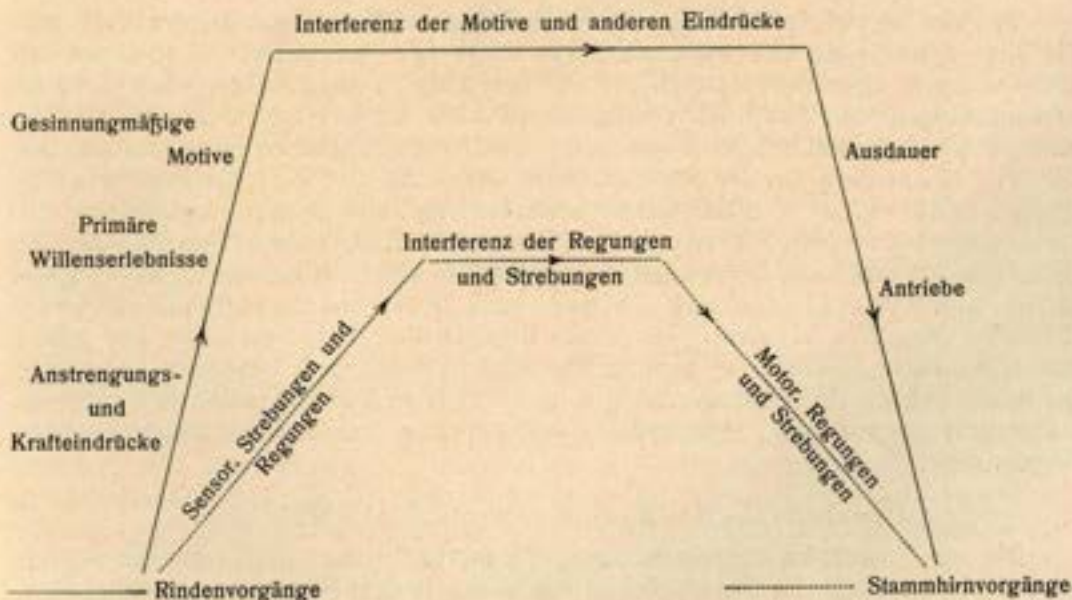 Interferenz der Motive und anderen Eindrücke
Gesinnungmäßige
Motive
Ausdauer
Primäre
Willenserlebnisse
Interferenz der Regungen
und Strebungen
Antriebe
Anstrengungs-
und
Krafteindrücke
Sensor. Strebungen und
Regungen
Motor. Regungen
und Strebungen
Rindenvorgänge
Stammhirnvorgänge